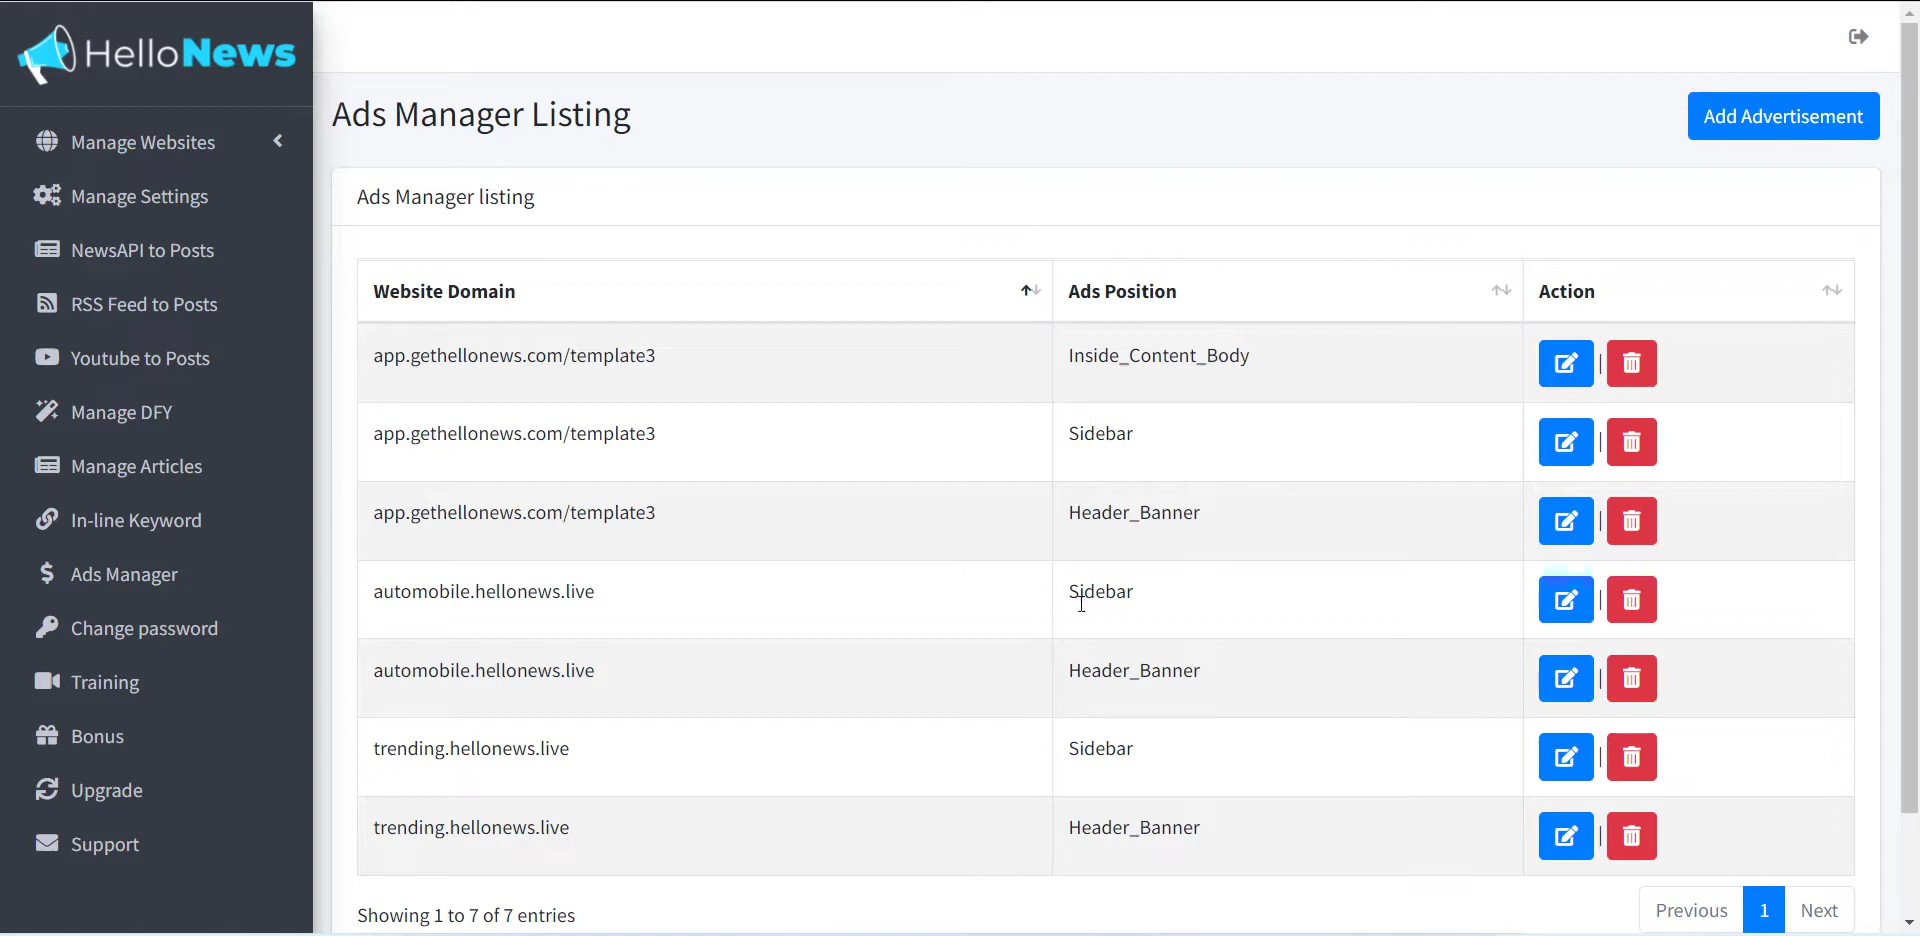 HelloNews
Manage Websites
Manage Settings
NewsAPI to Posts
RSS Feed to Posts
Youtube to Posts
Manage DFY
Manage Articles
In-line Keyword
Ads Manager
Change password
Training
Bonus
Upgrade
Support
Ads Manager Listing
Add Advertisement
Ads Manager listing
Website Domain Ads Position Action
app.gethellonews.com/template3 Inside_Content_Body |
app.gethellonews.com/template3 Sidebar |
app.gethellonews.com/template3 Header_Banner |
automobile.hellonews.live Sidebar |
automobile.hellonews.live Header_Banner |
trending.hellonews.live Sidebar |
trending.hellonews.live Header_Banner |
Showing 1 to 7 of 7 entries
Previous 1 Next